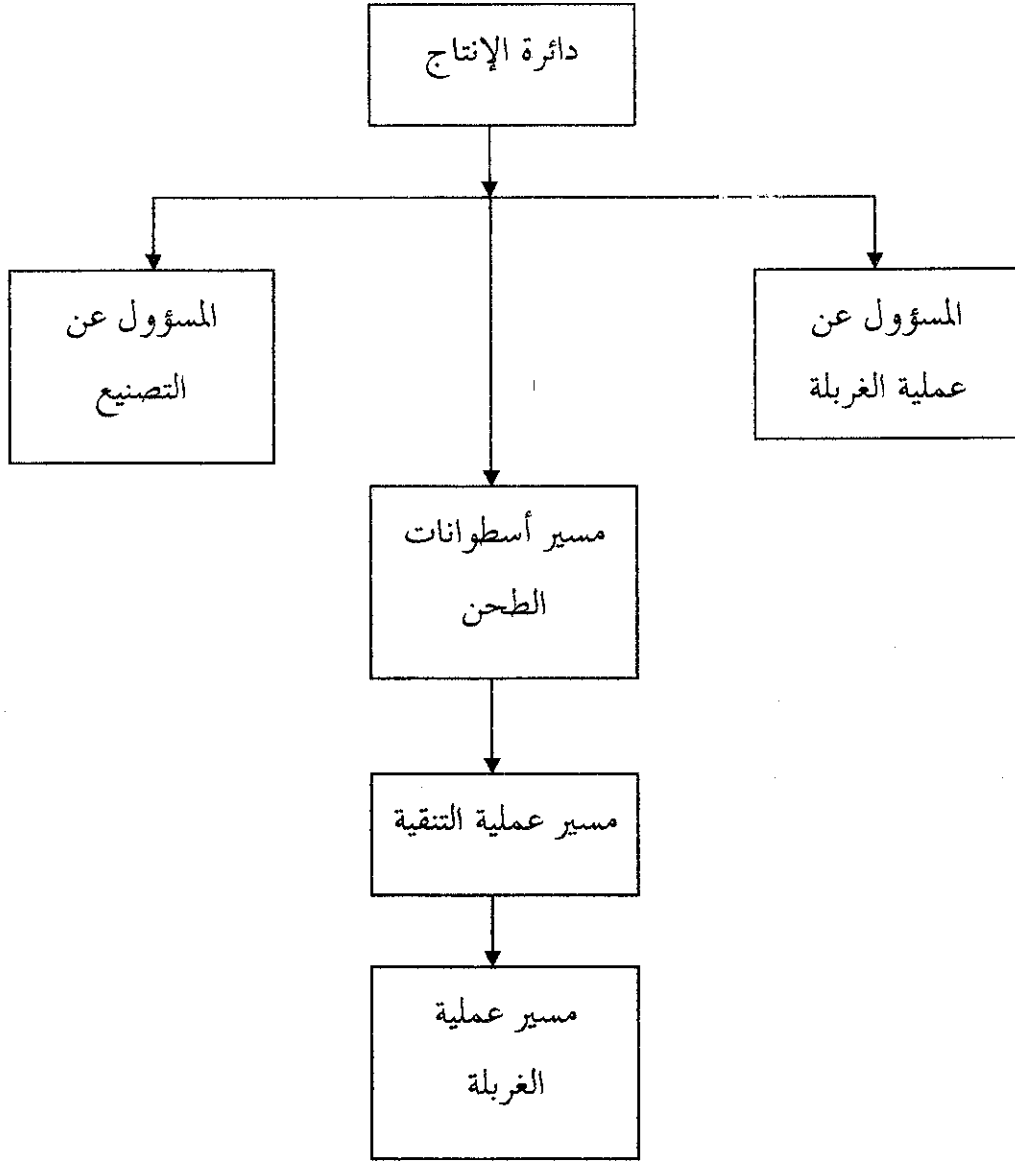 دائرة الإنتاج
المسؤول عن
عملية الغربلة
المسؤول عن
التصنيع
مسير أسطوانات
الطحن
مسير عملية التنقية
مسير عملية
الغربلة